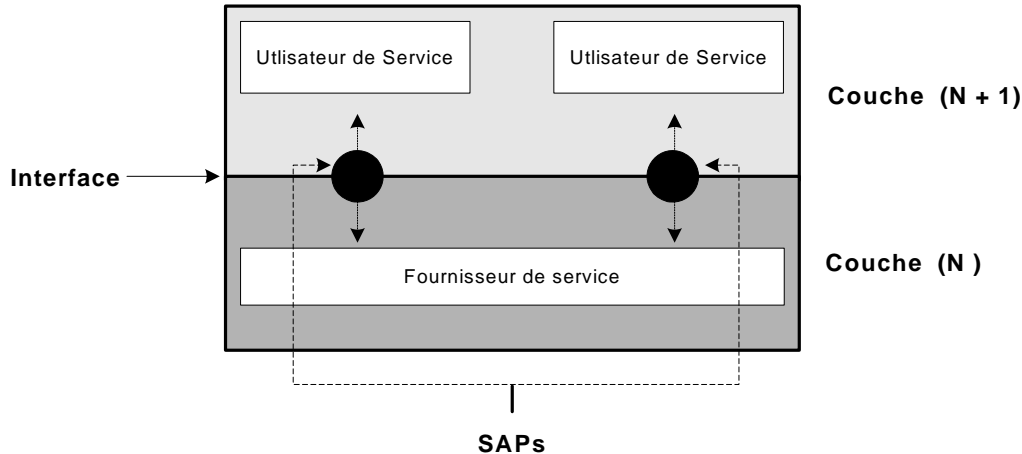 Utlisateur de Service
Utlisateur de Service
Couche (N + 1)
Interface
Couche (N )
Fournisseur de service
SAPs